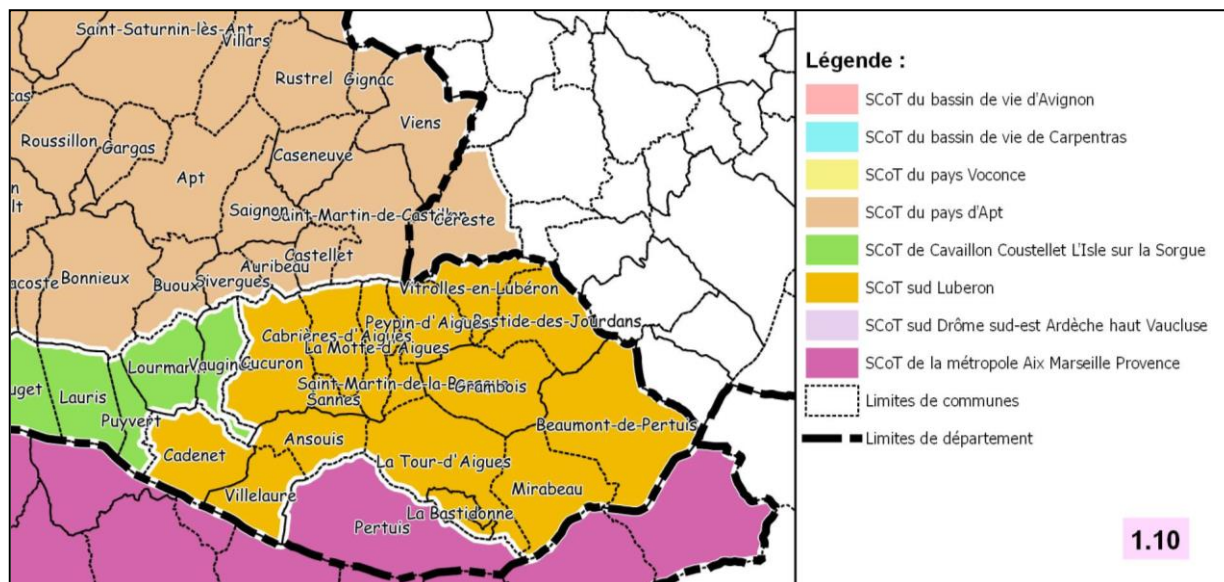 Saint-Saturnin-lès-Apt
Villars
Rustrel
Gignac
cas
Viens
Roussillon
Gargas
Caseneuve
Apt
n
lt
Saignon
Saint-Martin-de-Castillon
Céreste
Castellet
Auribeau
Sivergues
Buoux
Bonnieux
acoste
Vitrolles-en-Lubéron
Peypin-d'Aigues
Bastide-des-Jourdans
Cabrières-d'Aigues
La Motte-d'Aigues
Cucuron
Lourmarin
Vaugines
Saint-Martin-de-la-Brasque
Grambois
Sannes
uget
Lauris
Puyvert
Beaumont-de-Pertuis
Ansouis
Cadenet
La Tour-d'Aigues
Mirabeau
Villelaure
La Bastidonne
Pertuis
Légende :
SCoT du bassin de vie d'Avignon
SCoT du bassin de vie de Carpentras
SCoT du pays Voconce
SCoT du pays d'Apt
SCoT de Cavaillon Coustellet L'Isle sur la Sorgue
SCoT sud Luberon
SCoT sud Drôme sud-est Ardèche haut Vaucluse
SCoT de la métropole Aix Marseille Provence
Limites de communes
Limites de département
1.10